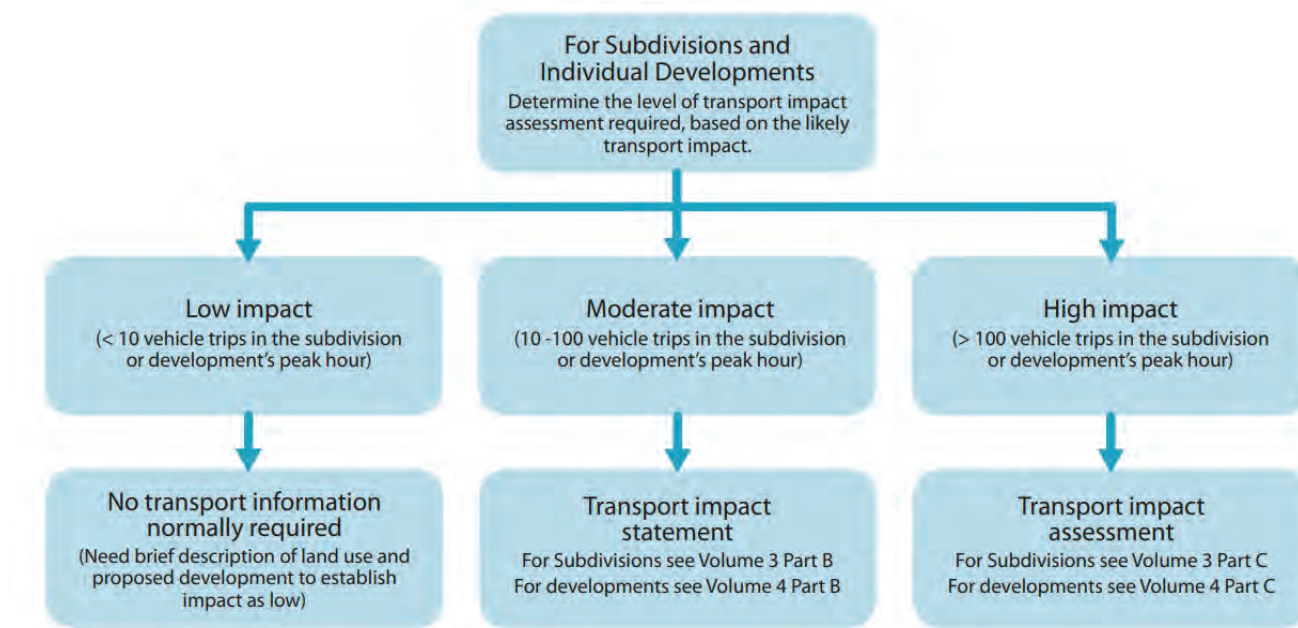 For Subdivisions and
Individual Developments
Determine the level of transport impact
assessment required, based on the likely
transport impact.
Low impact
(< 10 vehicle trips in the subdivision
or development's peak hour)
Moderate impact
(10 -100 vehicle trips in the subdivision
or development's peak hour)
High impact
(> 100 vehicle trips in the subdivision
or development's peak hour)
No transport information
normally required
(Need brief description of land use and
proposed development to establish
impact as low)
Transport impact
statement
For Subdivisions see Volume 3 Part B
For developments see Volume 4 Part B
Transport impact
assessment
For Subdivisions see Volume 3 Part C
For developments see Volume 4 Part C